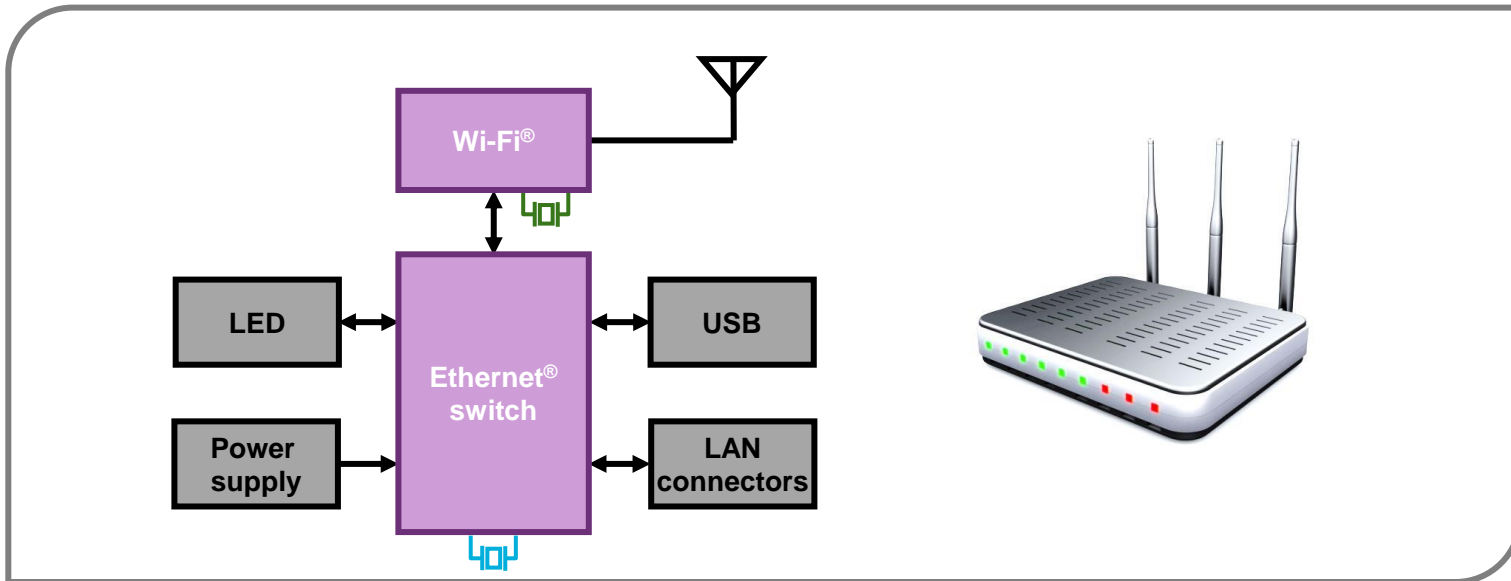 Wi-Fi®
LED
USB
Ethernet®
switch
Power
supply
LAN
connectors